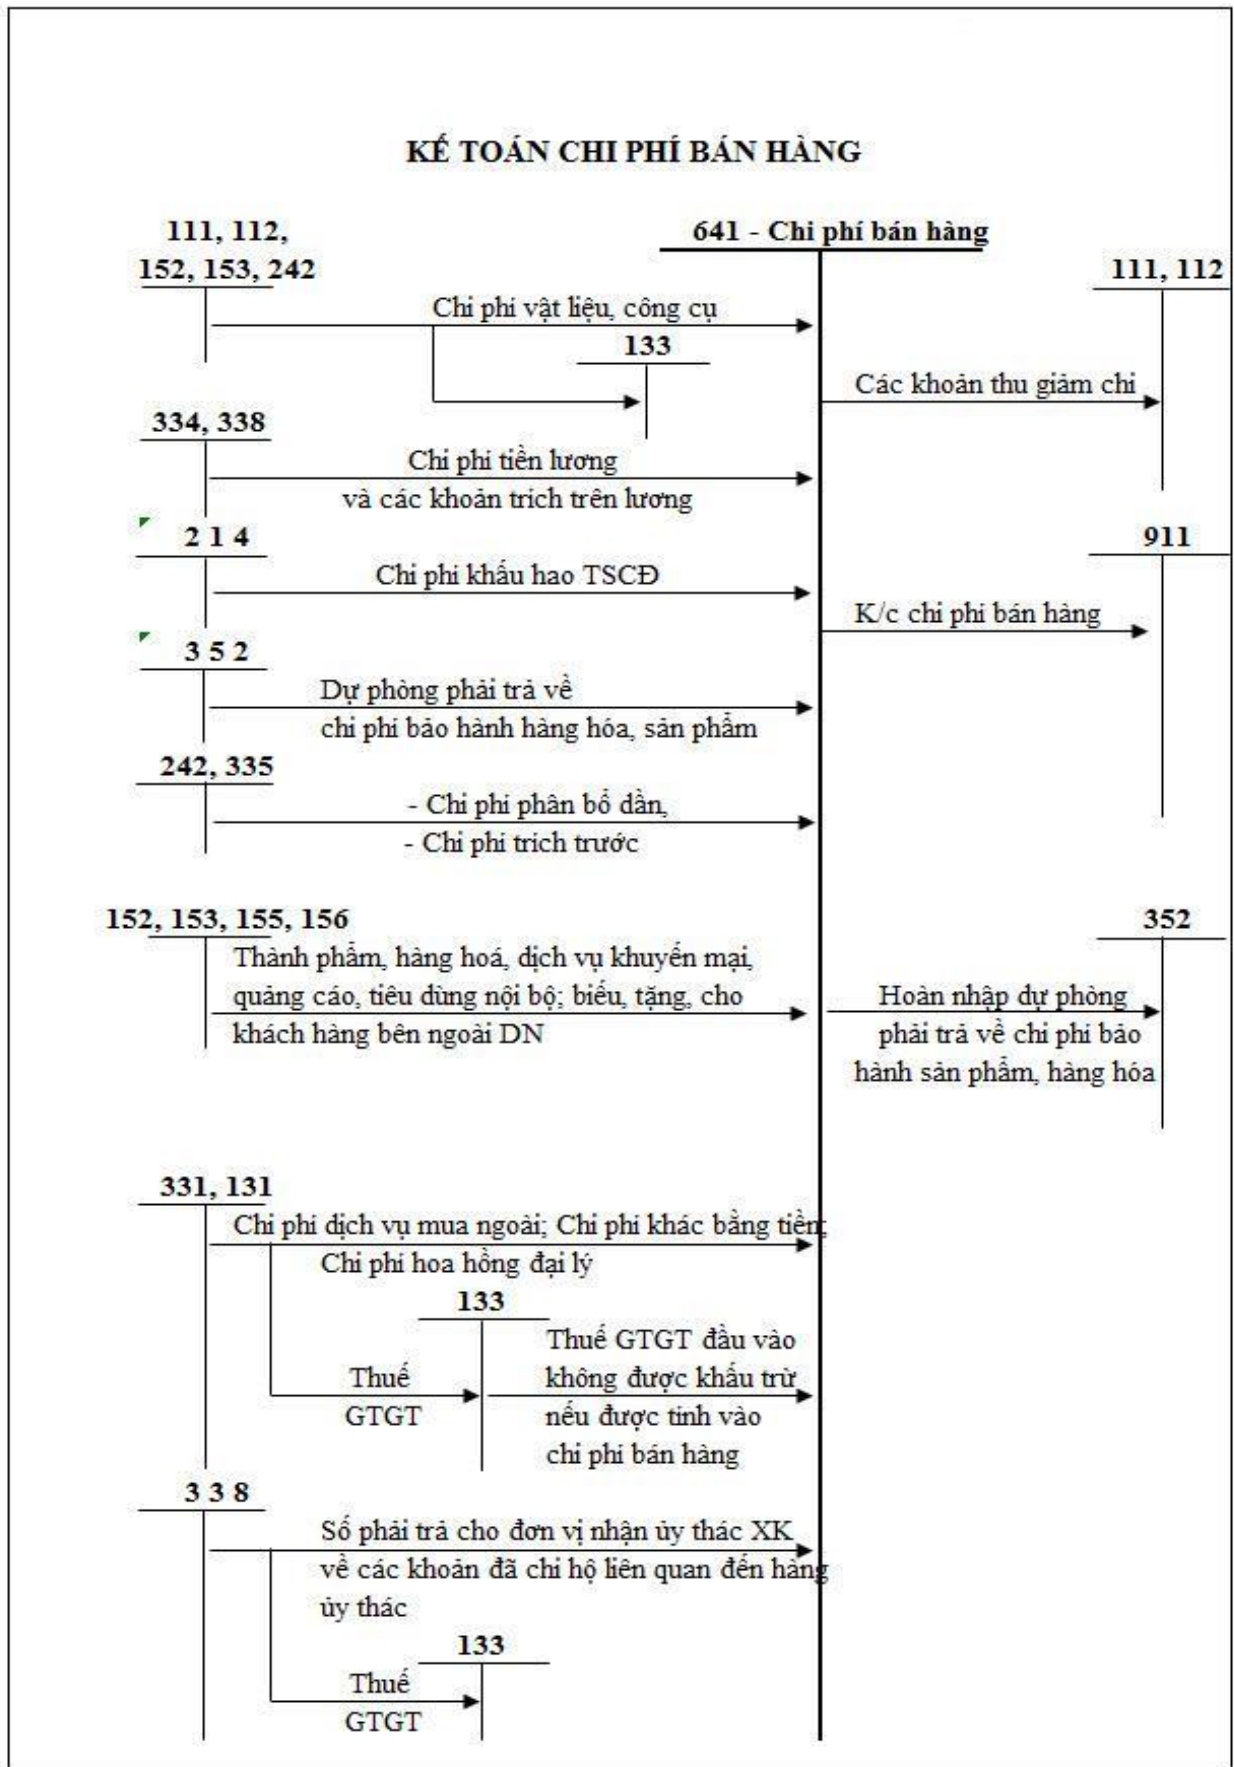 KẾ TOÁN CHI PHÍ BÁN HÀNG
111, 112,
152, 153, 242
641 - Chi phí bán hàng
111, 112
Chi phí vật liệu, công cụ
133
Các khoản thu giảm chi
334, 338
Chi phí tiền lương
và các khoản trích trên lương
2 1 4
911
Chi phí khấu hao TSCĐ
K/c chi phí bán hàng
3 5 2
Dự phòng phải trả về
chi phí bảo hành hàng hóa, sản phẩm
242, 335
- Chi phí phân bổ dần,
- Chi phí trích trước
152, 153, 155, 156
352
Thành phẩm, hàng hoá, dịch vụ khuyến mại,
quảng cáo, tiêu dùng nội bộ; biếu, tặng, cho
khách hàng bên ngoài DN
Hoàn nhập dự phòng
phải trả về chi phí bảo
hành sản phẩm, hàng hóa
331, 131
Chi phí dịch vụ mua ngoài; Chi phí khác bằng tiền;
Chi phí hoa hồng đại lý
133
Thuế
GTGT
Thuế GTGT đầu vào
không được khấu trừ
nếu được tính vào
chi phí bán hàng
3 3 8
Số phải trả cho đơn vị nhận ủy thác XK
về các khoản đã chi hộ liên quan đến hàng
ủy thác
133
Thuế
GTGT